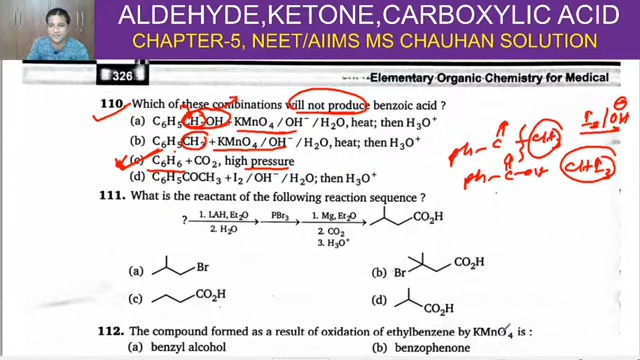 ALDEHYDE,KETONE,CARBOXYLIC ACID
CHAPTER-5, NEET/AIIMS MS CHAUHAN SOLUTION
326
Elementary Organic Chemistry for Medical
110. Which of these combinations will not produce benzoic acid ?
(a) C₆H₅CH₂OH + KMnO₄ / OH⁻ / H₂O, heat; then H₃O⁺
(b) C₆H₅CH₃ + KMnO₄ / OH⁻ / H₂O, heat; then H₃O⁺
(c) C₆H₆ + CO₂, high pressure
(d) C₆H₅COCH₃ + I₂ / OH⁻ / H₂O; then H₃O⁺
I₂/OH⊖
ph-C-CH₃
ph-C-OH
CHI₃
111. What is the reactant of the following reaction sequence?
? 1. LAH, Et₂O 2. H₂O PBr₃ 1. Mg, Et₂O 2. CO₂ 3. H₃O⁺ CO₂H
(a) Br
(b) Br CO₂H
(c) CO₂H
(d) CO₂H
112. The compound formed as a result of oxidation of ethylbenzene by KMnO₄ is :
(a) benzyl alcohol (b) benzophenone